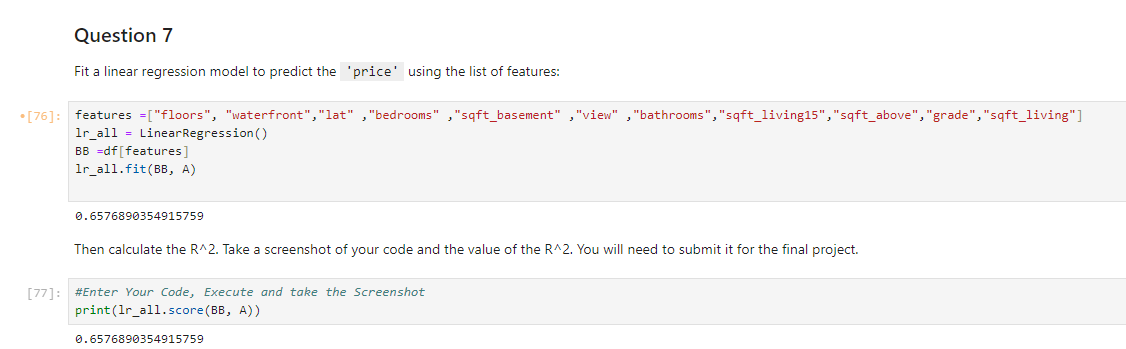 Question 7
Fit a linear regression model to predict the 'price' using the list of features:
•[76]: features =["floors", "waterfront","lat" ,"bedrooms" ,"sqft_basement" ,"view" ,"bathrooms","sqft_living15","sqft_above","grade","sqft_living"]
lr_all = LinearRegression()
BB =df[features]
lr_all.fit(BB, A)
0.6576890354915759
Then calculate the R^2. Take a screenshot of your code and the value of the R^2. You will need to submit it for the final project.
[77]: #Enter Your Code, Execute and take the Screenshot
print(lr_all.score(BB, A))
0.6576890354915759